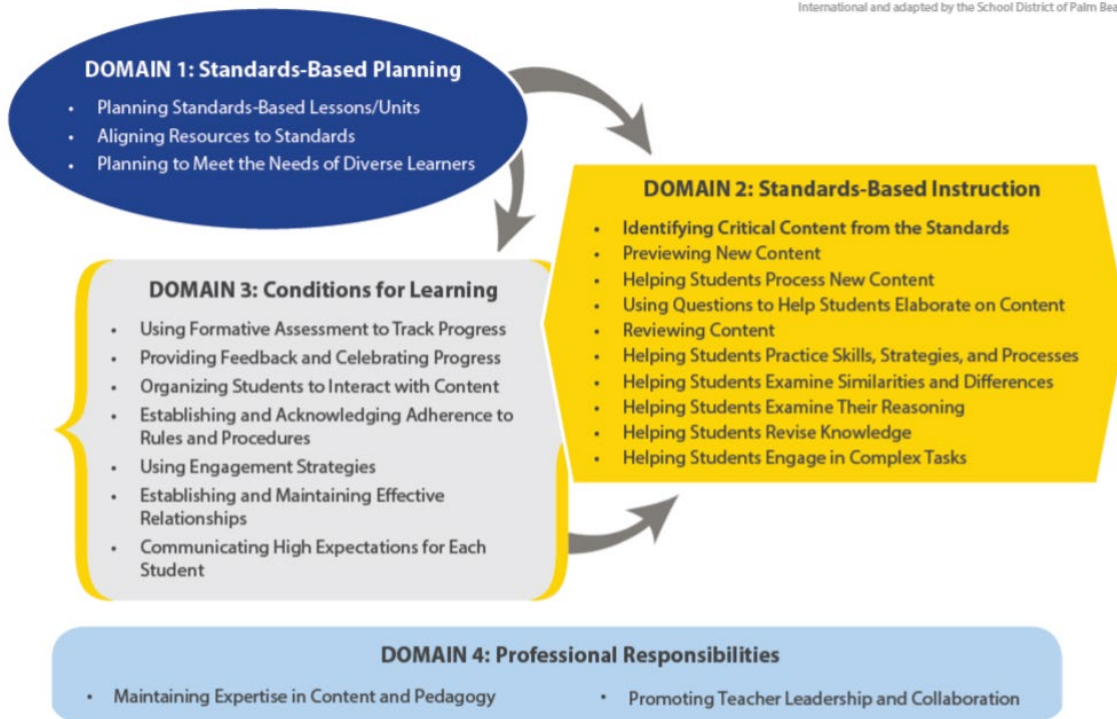 International and adapted by the School District of Palm Bea
DOMAIN 1: Standards-Based Planning
• Planning Standards-Based Lessons/Units
• Aligning Resources to Standards
• Planning to Meet the Needs of Diverse Learners
DOMAIN 2: Standards-Based Instruction
• Identifying Critical Content from the Standards
• Previewing New Content
• Helping Students Process New Content
• Using Questions to Help Students Elaborate on Content
• Reviewing Content
• Helping Students Practice Skills, Strategies, and Processes
• Helping Students Examine Similarities and Differences
• Helping Students Examine Their Reasoning
• Helping Students Revise Knowledge
• Helping Students Engage in Complex Tasks
DOMAIN 3: Conditions for Learning
• Using Formative Assessment to Track Progress
• Providing Feedback and Celebrating Progress
• Organizing Students to Interact with Content
• Establishing and Acknowledging Adherence to
Rules and Procedures
• Using Engagement Strategies
• Establishing and Maintaining Effective
Relationships
• Communicating High Expectations for Each
Student
DOMAIN 4: Professional Responsibilities
• Maintaining Expertise in Content and Pedagogy
• Promoting Teacher Leadership and Collaboration